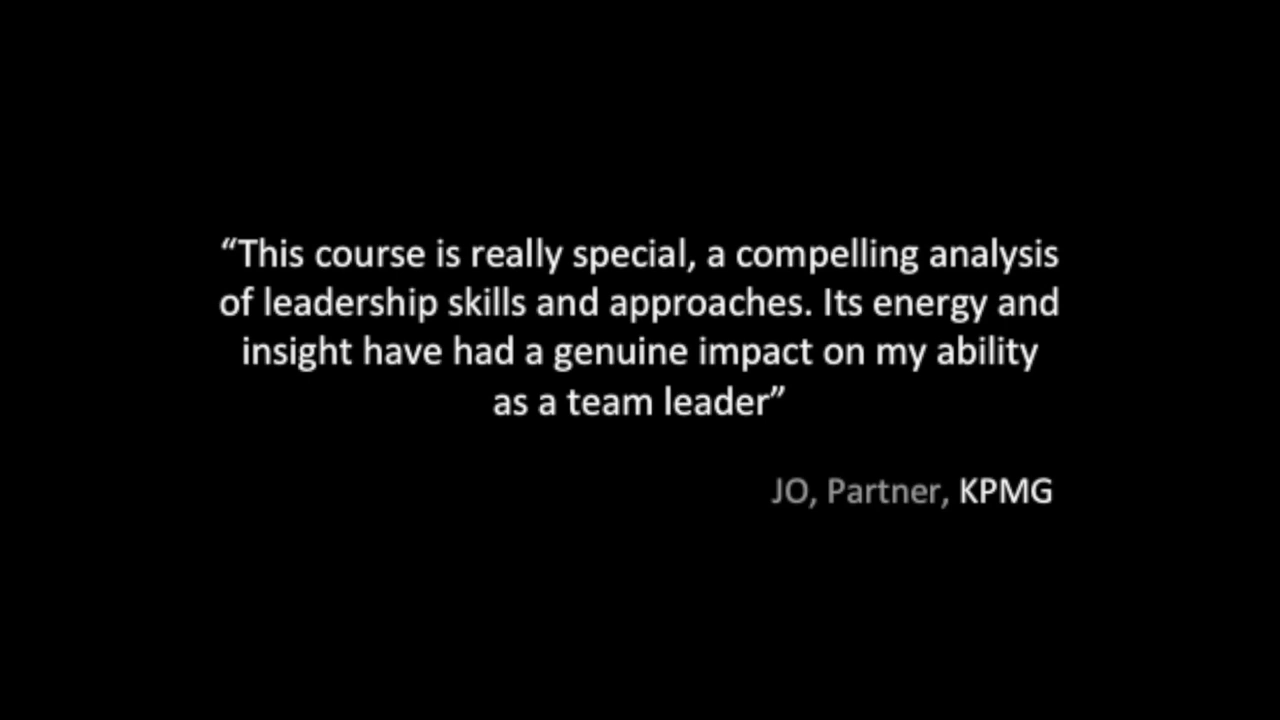 “This course is really special, a compelling analysis
of leadership skills and approaches. Its energy and
insight have had a genuine impact on my ability
as a team leader”
JO, Partner, KPMG